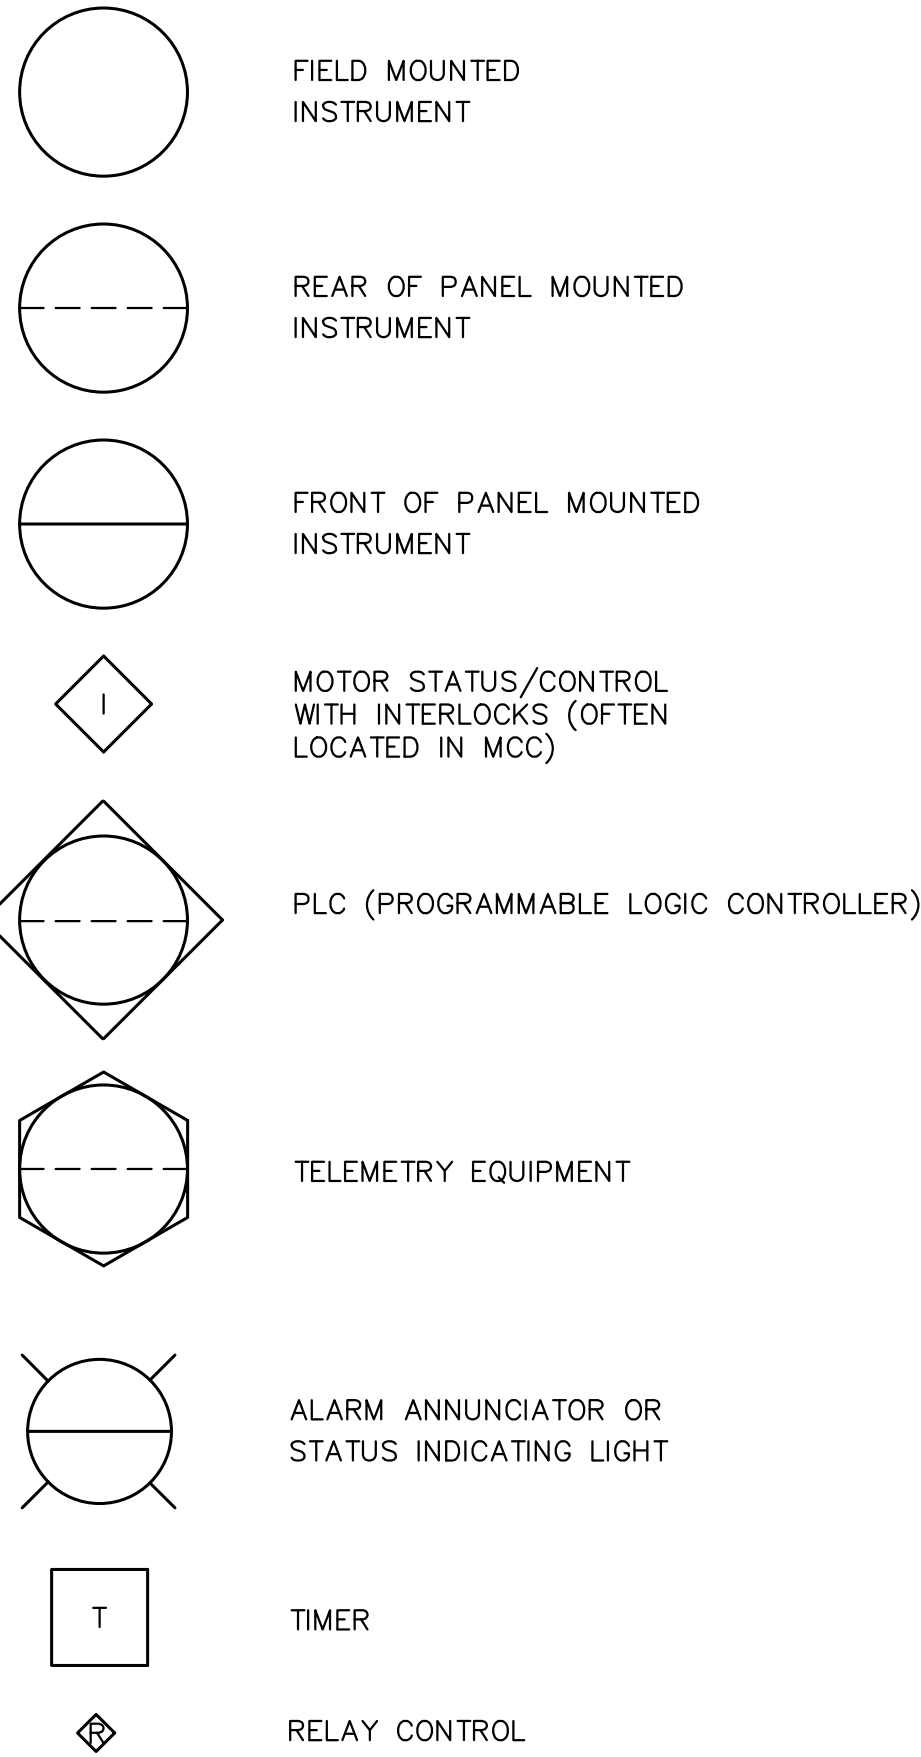 FIELD MOUNTED
INSTRUMENT
REAR OF PANEL MOUNTED
INSTRUMENT
FRONT OF PANEL MOUNTED
INSTRUMENT
I
MOTOR STATUS/CONTROL
WITH INTERLOCKS (OFTEN
LOCATED IN MCC)
PLC (PROGRAMMABLE LOGIC CONTROLLER)
TELEMETRY EQUIPMENT
ALARM ANNUNCIATOR OR
STATUS INDICATING LIGHT
T
TIMER
R
RELAY CONTROL